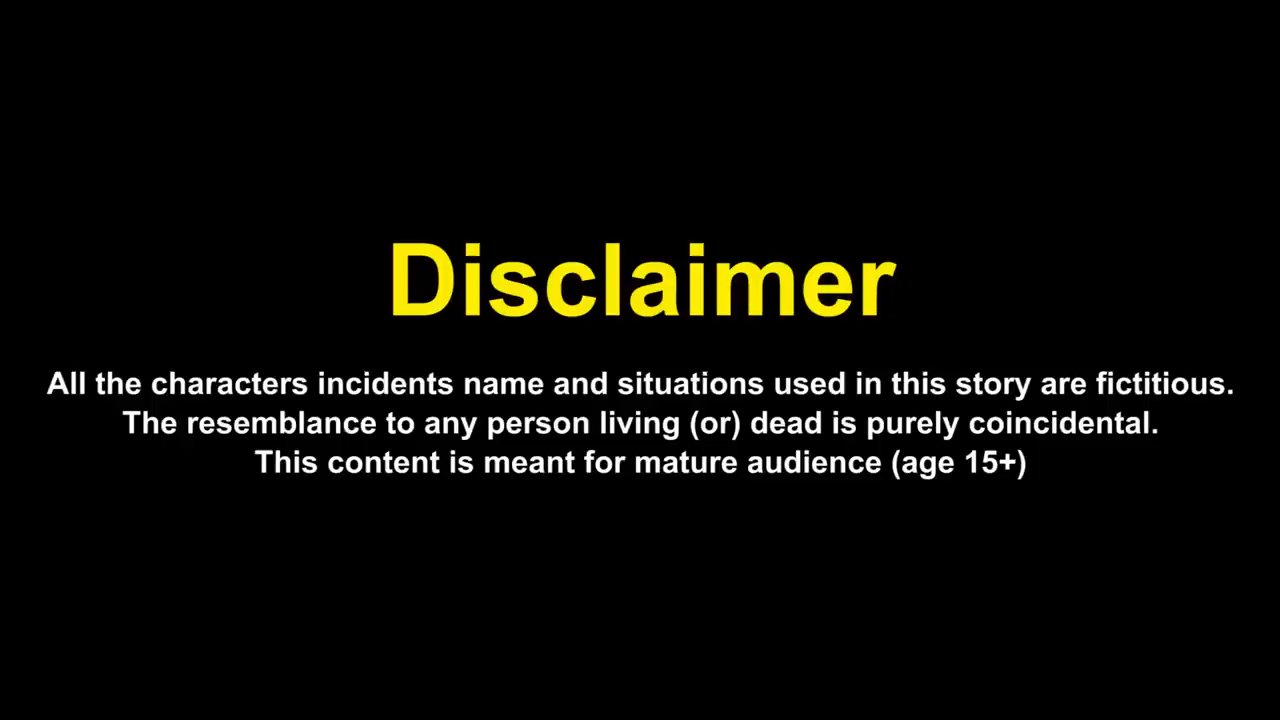 Disclaimer
All the characters incidents name and situations used in this story are fictitious.
The resemblance to any person living (or) dead is purely coincidental.
This content is meant for mature audience (age 15+)